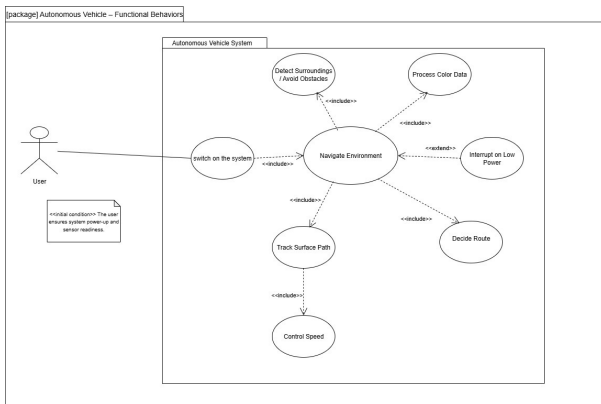 [package] Autonomous Vehicle – Functional Behaviors
Autonomous Vehicle System
Detect Surroundings
/ Avoid Obstacles
Process Color Data
<<include>>
<<include>>
switch on the system
<<include>>
Navigate Environment
<<extend>>
Interrupt on Low
Power
User
<<initial condition>> The user
ensures system power-up and
sensor readiness.
<<include>>
<<include>>
Track Surface Path
Decide Route
<<include>>
Control Speed